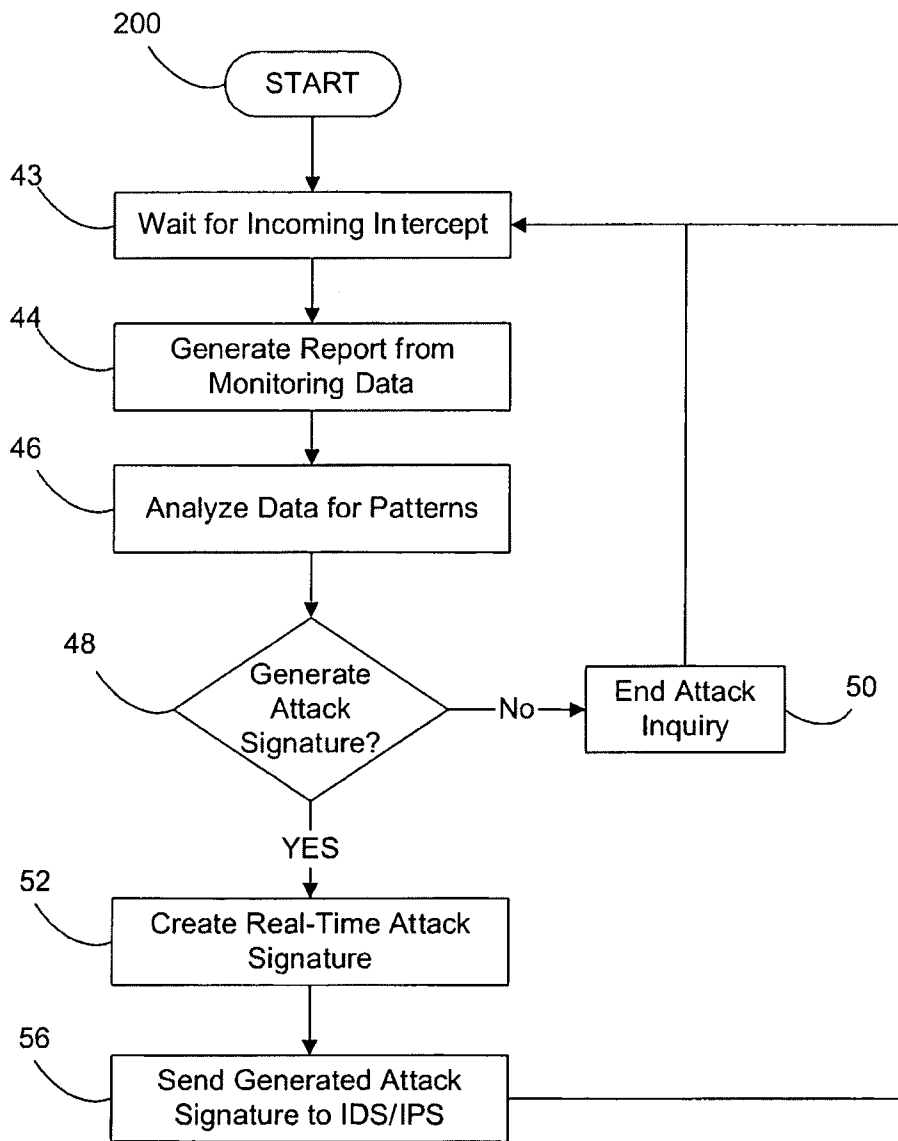 200
START
43
Wait for Incoming Intercept
44
Generate Report from
Monitoring Data
46
Analyze Data for Patterns
48
Generate
Attack
Signature?
No
End Attack
Inquiry
50
YES
52
Create Real-Time Attack
Signature
56
Send Generated Attack
Signature to IDS/IPS